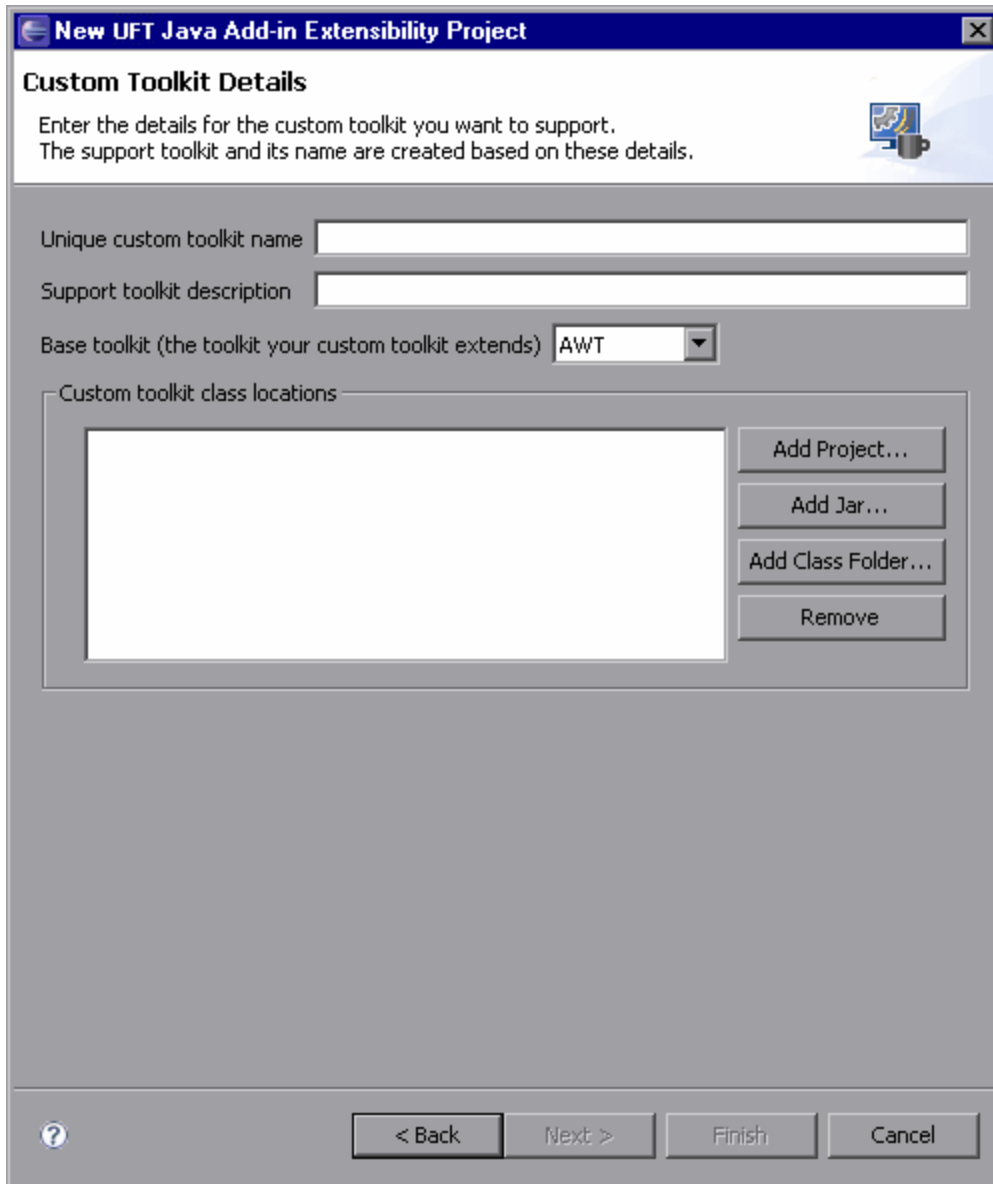 New UFT Java Add-in Extensibility Project
Custom Toolkit Details
Enter the details for the custom toolkit you want to support.
The support toolkit and its name are created based on these details.
Unique custom toolkit name
Support toolkit description
Base toolkit (the toolkit your custom toolkit extends) AWT
Custom toolkit class locations
Add Project...
Add Jar...
Add Class Folder...
Remove
? < Back Next > Finish Cancel